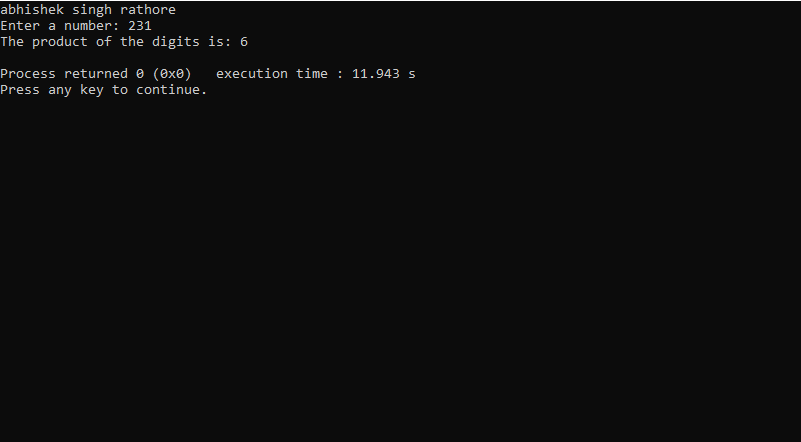 abhishek singh rathore
Enter a number: 231
The product of the digits is: 6
Process returned 0 (0x0)   execution time : 11.943 s
Press any key to continue.